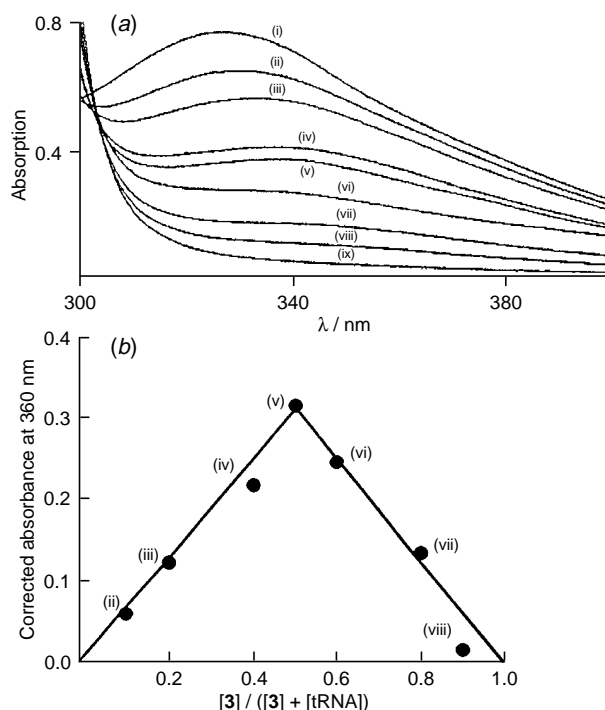 (a)
0.8
0.4
Absorption
(i)
(ii)
(iii)
(iv)
(v)
(vi)
(vii)
(viii)
(ix)
300
340
380
λ / nm
(b)
0.4
0.3
0.2
0.1
0.0
Corrected absorbance at 360 nm
(v)
(iv)
(vi)
(iii)
(vii)
(ii)
(viii)
0.2
0.4
0.6
0.8
1.0
[3] / ([3] + [tRNA])